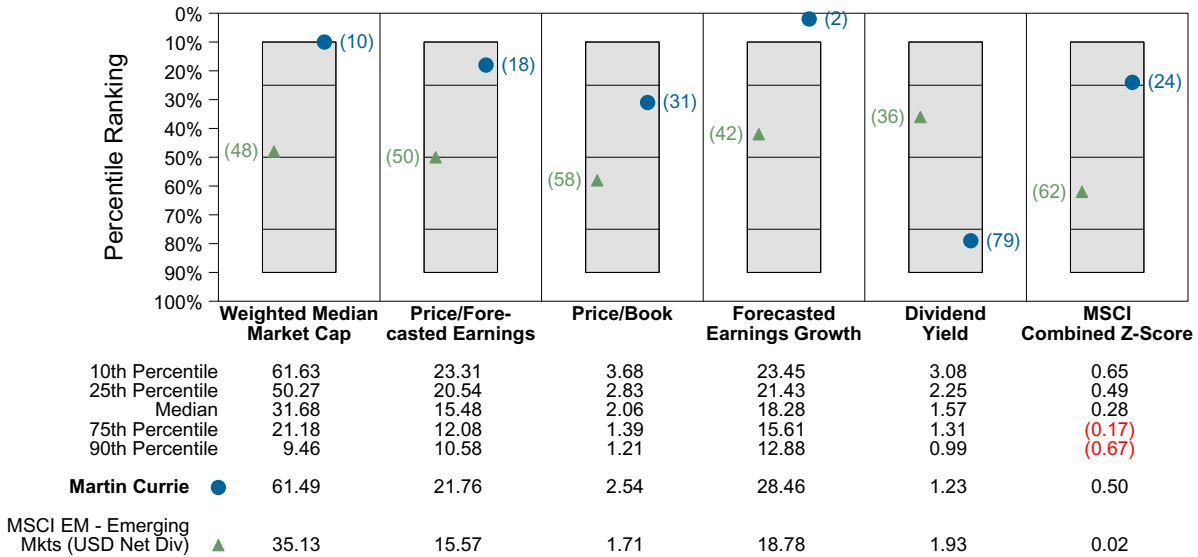 Percentile Ranking
0%
10%
20%
30%
40%
50%
60%
70%
80%
90%
100%
(10)
(48)
(18)
(50)
(31)
(58)
(2)
(42)
(36)
(79)
(24)
(62)
Weighted Median
Market Cap
Price/Fore-
casted Earnings
Price/Book
Forecasted
Earnings Growth
Dividend
Yield
MSCI
Combined Z-Score
10th Percentile 61.63 23.31 3.68 23.45 3.08 0.65
25th Percentile 50.27 20.54 2.83 21.43 2.25 0.49
Median 31.68 15.48 2.06 18.28 1.57 0.28
75th Percentile 21.18 12.08 1.39 15.61 1.31 (0.17)
90th Percentile 9.46 10.58 1.21 12.88 0.99 (0.67)
Martin Currie 61.49 21.76 2.54 28.46 1.23 0.50
MSCI EM - Emerging
Mkts (USD Net Div) 35.13 15.57 1.71 18.78 1.93 0.02